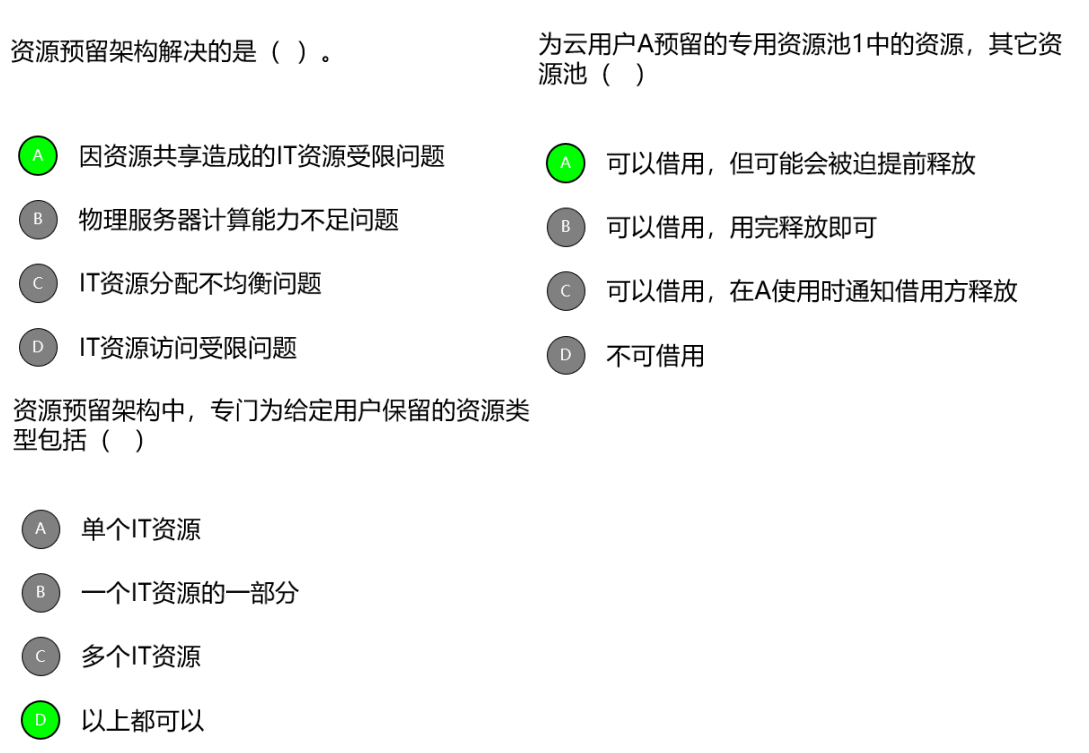 资源预留架构解决的是（ ）。
A 因资源共享造成的IT资源受限问题
B 物理服务器计算能力不足问题
C IT资源分配不均衡问题
D IT资源访问受限问题
为云用户A预留的专用资源池1中的资源，其它资
源池（ ）
A 可以借用，但可能会被迫提前释放
B 可以借用，用完释放即可
C 可以借用，在A使用时通知借用方释放
D 不可借用
资源预留架构中，专门为给定用户保留的资源类
型包括（ ）
A 单个IT资源
B 一个IT资源的一部分
C 多个IT资源
D 以上都可以